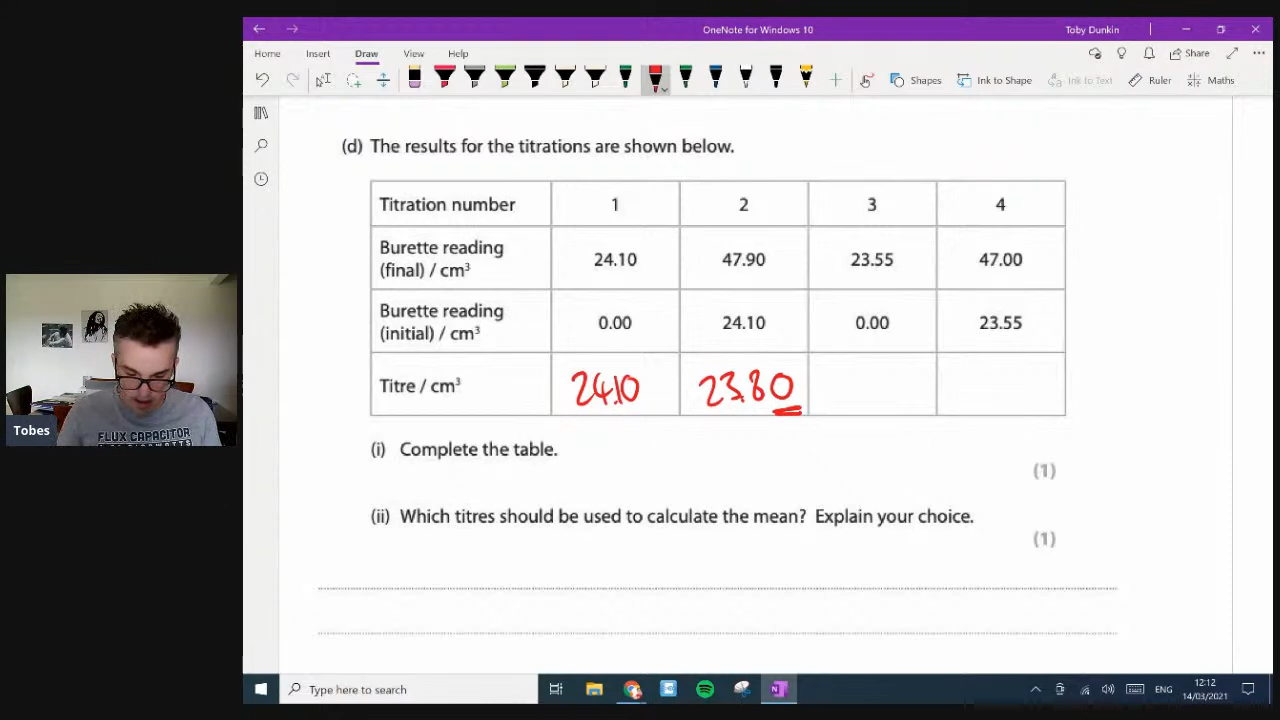 OneNote for Windows 10
Toby Dunkin
Home Insert Draw View Help
Share
Shapes Ink to Shape Ink to Text Ruler Maths
(d) The results for the titrations are shown below.
Titration number 1 2 3 4
Burette reading
(final) / cm³ 24.10 47.90 23.55 47.00
Burette reading
(initial) / cm³ 0.00 24.10 0.00 23.55
Titre / cm³ 24.10 23.80
(i) Complete the table.
(1)
(ii) Which titres should be used to calculate the mean? Explain your choice.
(1)
Tobes
FLUX CAPACITOR
Type here to search
ENG
12:12
14/03/2021